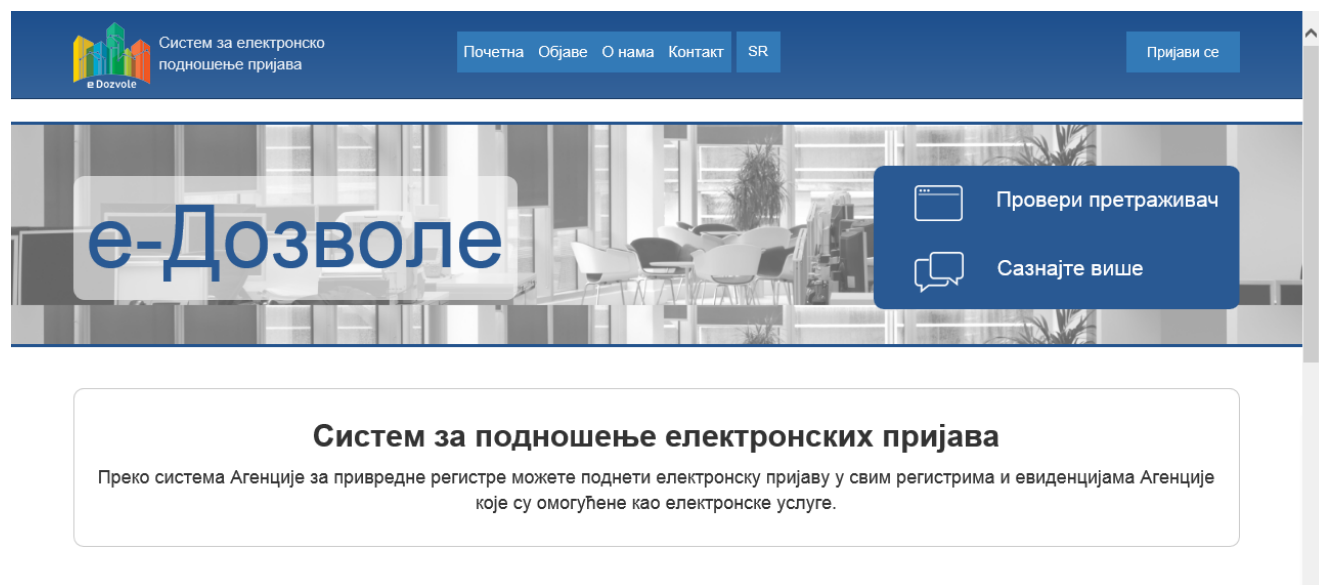 Систем за електронско
подношење пријава
e Dozvole
Почетна Објаве О нама Контакт SR
Пријави се
е-Дозволе
Провери претраживач
Сазнајте више
Систем за подношење електронских пријава
Преко система Агенције за привредне регистре можете поднети електронску пријаву у свим регистрима и евиденцијама Агенције
које су омогућене као електронске услуге.